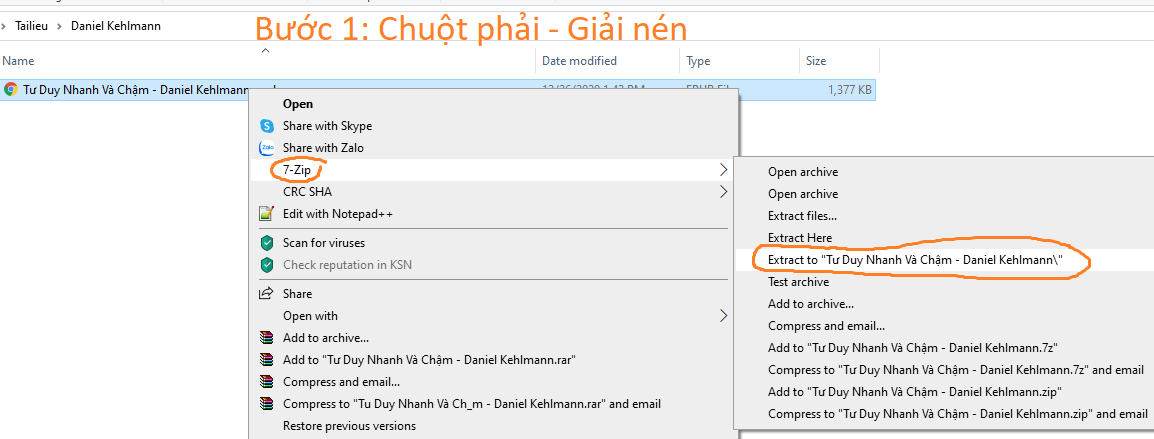 Tailieu > Daniel Kehlmann
Bước 1: Chuột phải - Giải nén
Name Date modified Type Size
Tư Duy Nhanh Và Chậm - Daniel Kehlmann 1,377 KB
Open
Share with Skype
Share with Zalo
7-Zip
CRC SHA
Edit with Notepad++
Scan for viruses
Check reputation in KSN
Share
Open with
Add to archive...
Add to "Tư Duy Nhanh Và Chậm - Daniel Kehlmann.rar"
Compress and email...
Compress to "Tu Duy Nhanh Và Ch_m - Daniel Kehlmann.rar" and email
Restore previous versions
Open archive
Open archive
Extract files...
Extract Here
Extract to "Tư Duy Nhanh Và Chậm - Daniel Kehlmann\"
Test archive
Add to archive...
Compress and email...
Add to "Tư Duy Nhanh Và Chậm - Daniel Kehlmann.7z"
Compress to "Tư Duy Nhanh Và Chậm - Daniel Kehlmann.7z" and email
Add to "Tư Duy Nhanh Và Chậm - Daniel Kehlmann.zip"
Compress to "Tư Duy Nhanh Và Chậm - Daniel Kehlmann.zip" and email